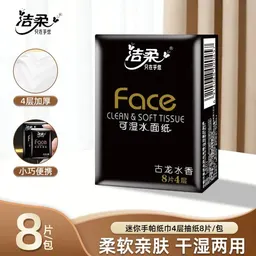 洁柔
只在乎你
4层加厚
小巧便携
洁柔
只在乎你
Face
CLEAN & SOFT TISSUE
可湿水面纸
古龙水香
8片4层
8片/包
迷你手帕纸巾4层抽纸8片/包
柔软亲肤 干湿两用